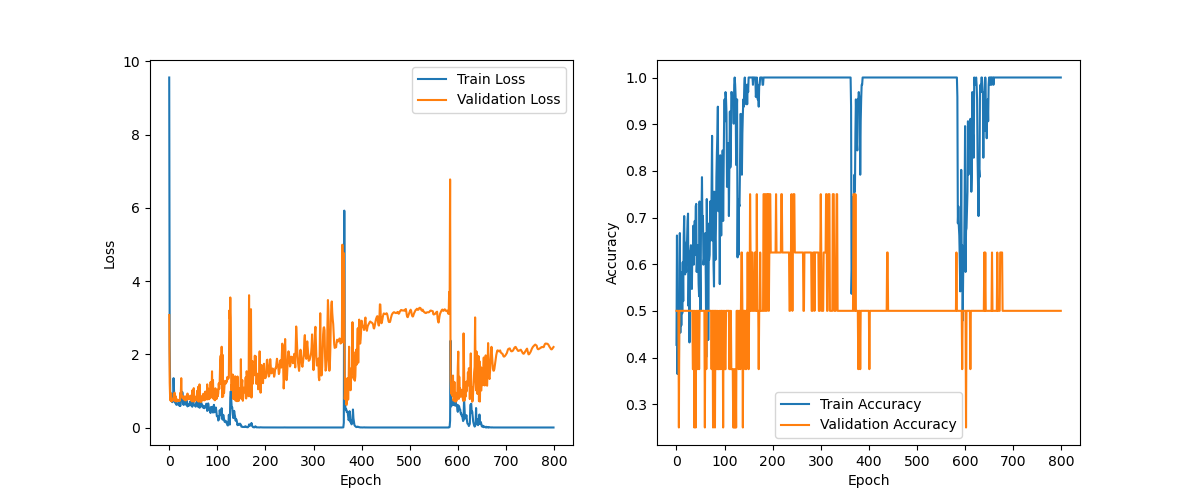 10
8
6
4
2
0
Loss
0 100 200 300 400 500 600 700 800
Epoch
Train Loss
Validation Loss
1.0
0.9
0.8
0.7
0.6
0.5
0.4
0.3
Accuracy
0 100 200 300 400 500 600 700 800
Epoch
Train Accuracy
Validation Accuracy